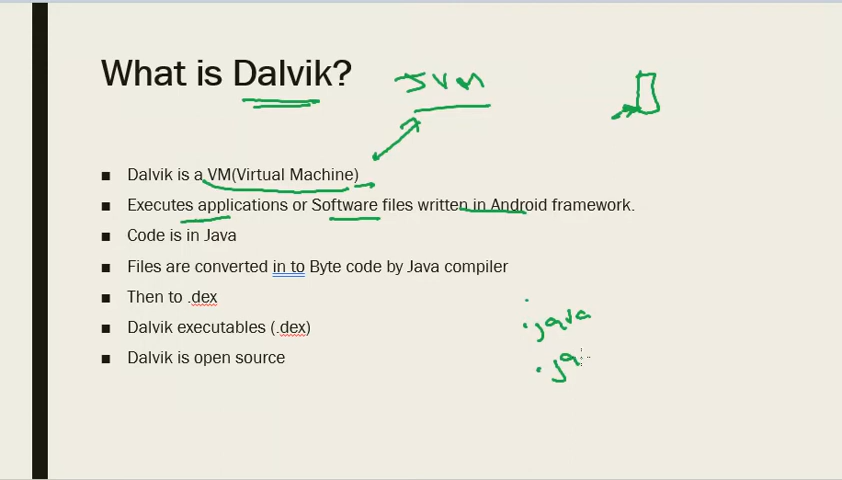 What is Dalvik?
JVM
■ Dalvik is a VM(Virtual Machine)
■ Executes applications or Software files written in Android framework.
■ Code is in Java
■ Files are converted in to Byte code by Java compiler
■ Then to .dex
■ Dalvik executables (.dex)
■ Dalvik is open source
.java
.ja